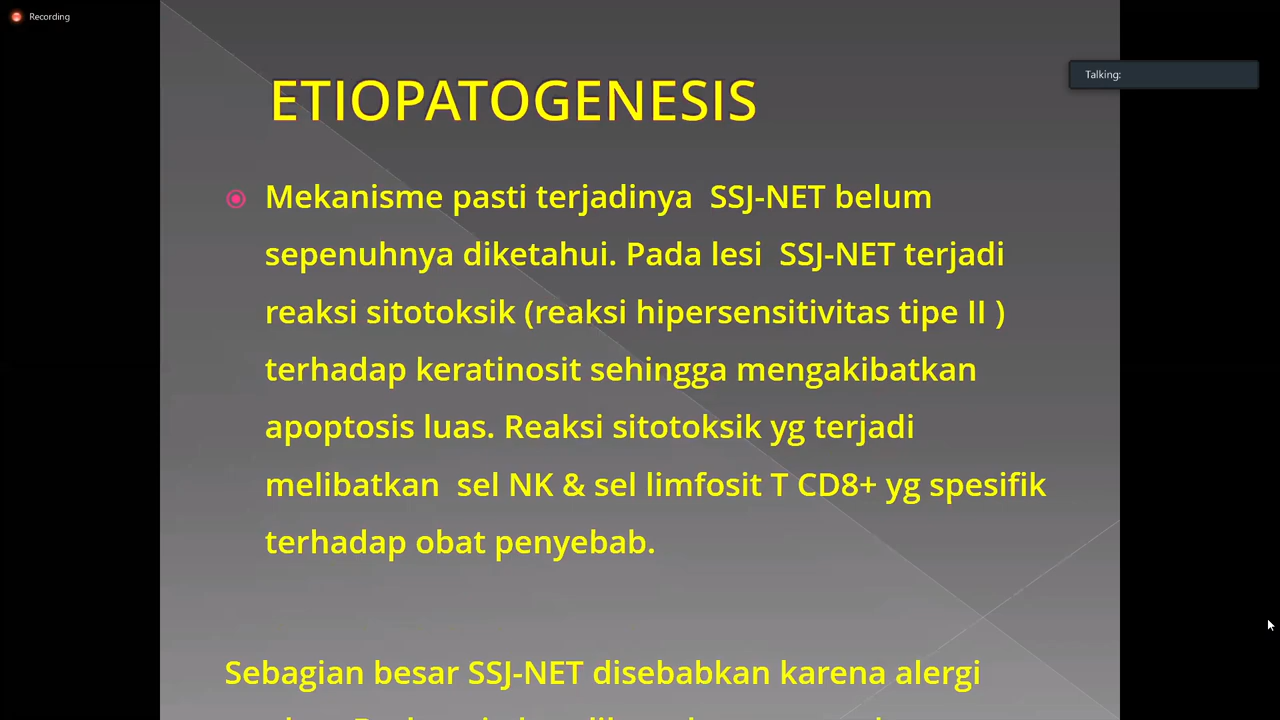 Recording
Talking:
ETIOPATOGENESIS
Mekanisme pasti terjadinya SSJ-NET belum
sepenuhnya diketahui. Pada lesi SSJ-NET terjadi
reaksi sitotoksik (reaksi hipersensitivitas tipe II )
terhadap keratinosit sehingga mengakibatkan
apoptosis luas. Reaksi sitotoksik yg terjadi
melibatkan sel NK & sel limfosit T CD8+ yg spesifik
terhadap obat penyebab.
Sebagian besar SSJ-NET disebabkan karena alergi